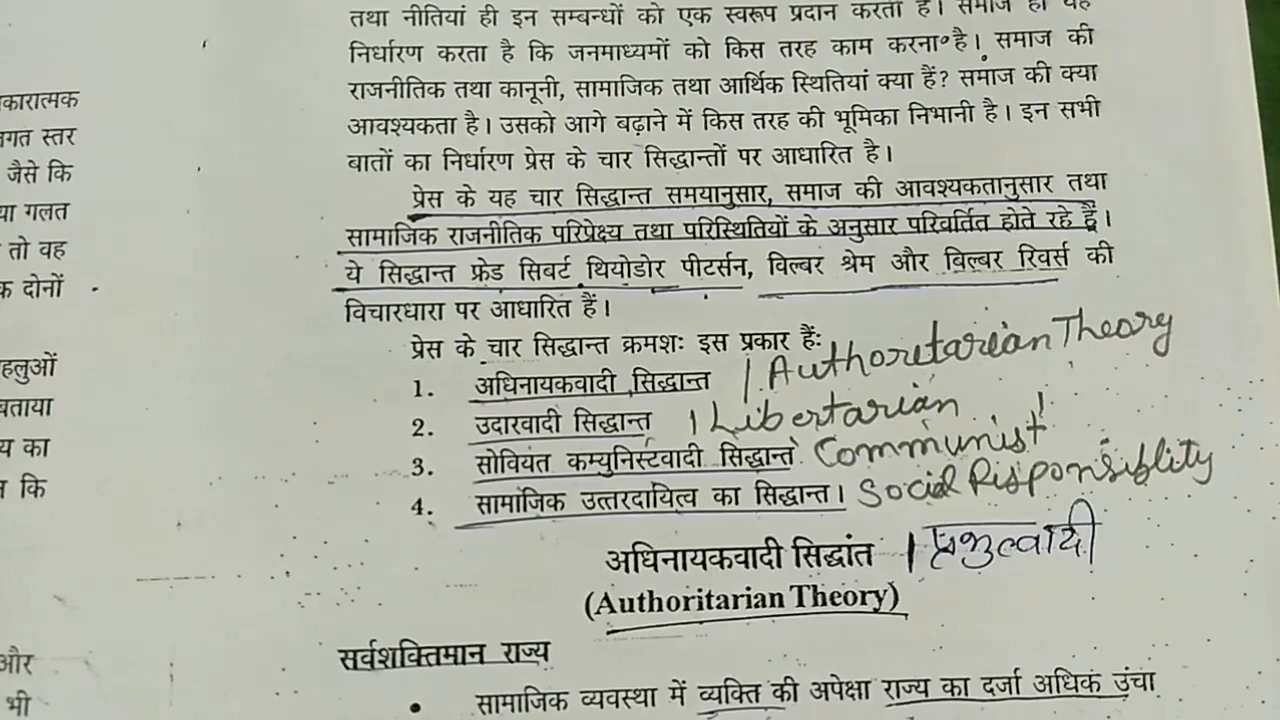 तथा नीतियां ही इन सम्बन्धों को एक स्वरूप प्रदान करता है। समाज ही यह
निर्धारण करता है कि जनमाध्यमों को किस तरह काम करना है। समाज की
राजनीतिक तथा कानूनी, सामाजिक तथा आर्थिक स्थितियां क्या हैं? समाज की क्या
आवश्यकता है। उसको आगे बढ़ाने में किस तरह की भूमिका निभानी है। इन सभी
बातों का निर्धारण प्रेस के चार सिद्धान्तों पर आधारित है।
प्रेस के यह चार सिद्धान्त समयानुसार, समाज की आवश्यकतानुसार तथा
सामाजिक राजनीतिक परिप्रेक्ष्य तथा परिस्थितियों के अनुसार परिवर्तित होते रहे हैं।
ये सिद्धान्त फ्रेड सिबर्ट थियोडोर पीटर्सन, विल्बर श्रेम और विल्बर रिवर्स की
विचारधारा पर आधारित हैं।
प्रेस के चार सिद्धान्त क्रमशः इस प्रकार हैंः
1. अधिनायकवादी सिद्धान्त | Authoretarian Theory
2. उदारवादी सिद्धान्त | Libertarian
3. सोवियत कम्युनिस्टवादी सिद्धान्त Communist
4. सामाजिक उत्तरदायित्व का सिद्धान्त। Social
अधिनायकवादी सिद्धांत | प्रभुत्वादी
(Authoritarian Theory)
सर्वशक्तिमान राज्य
• सामाजिक व्यवस्था में व्यक्ति की अपेक्षा राज्य का दर्जा अधिक उंचा
कारात्मक
गत स्तर
जैसे कि
या गलत
तो वह
क दोनों
हलुओं
बताया
य का
कि
और
भी